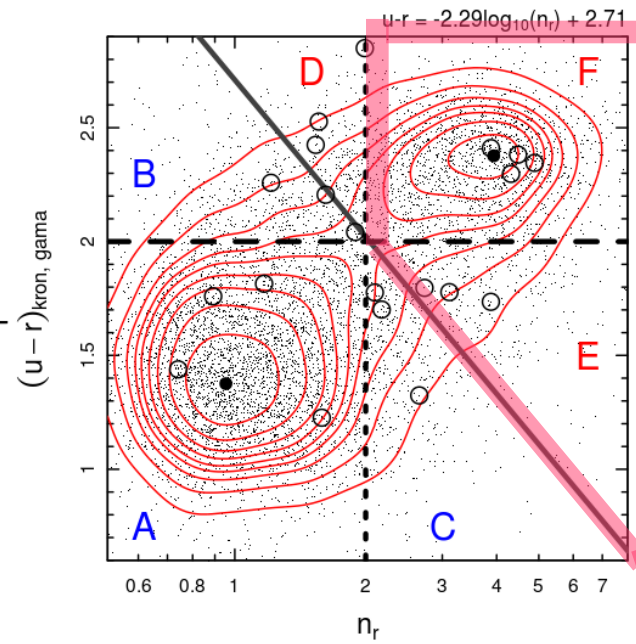 u-r = -2.29log₁₀(nᵣ) + 2.71
D
F
2.5
B
2
(u−r)kron, gama
1.5
E
1
A
C
0.6 0.8 1 2 3 4 5 6 7
nᵣ